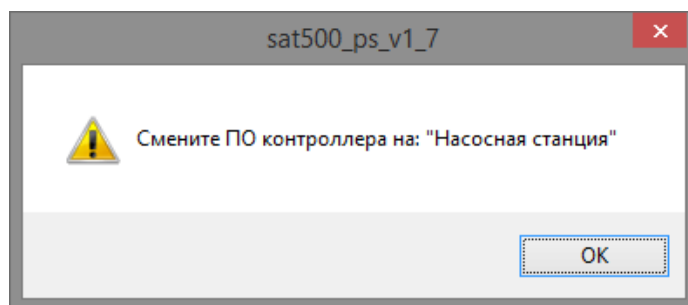 sat500_ps_v1_7
Смените ПО контроллера на: "Насосная станция"
OK